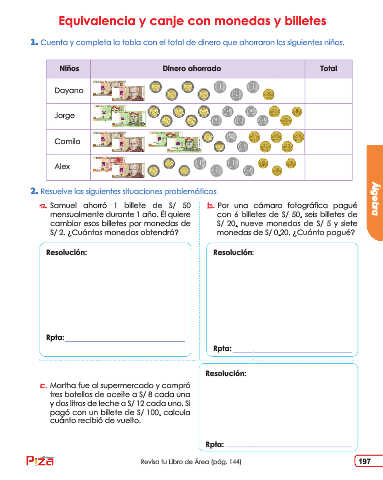 Equivalencia y canje con monedas y billetes
1. Cuenta y completa la tabla con el total de dinero que ahorraron los siguientes niños.
Niños Dinero ahorrado Total
Dayana
Jorge
Camila
Alex
2. Resuelve las siguientes situaciones problemáticas
a. Samuel ahorró 1 billete de S/ 50
mensualmente durante 1 año. Él quiere
cambiar esos billetes por monedas de
S/ 2. ¿Cuántas monedas obtendrá?
Resolución:
Rpta:
b. Por una cámara fotográfica pagué
con 6 billetes de S/ 50, seis billetes de
S/ 20, nueve monedas de S/ 5 y siete
monedas de S/ 0,20. ¿Cuánto pagué?
Resolución:
Rpta:
c. Martha fue al supermercado y compró
tres botellas de aceite a S/ 8 cada una
y dos litros de leche a S/ 12 cada uno. Si
pagó con un billete de S/ 100, calcula
cuánto recibió de vuelto.
Resolución:
Rpta:
Álgebra
Revisa tu Libro de Área (pág. 144)
197